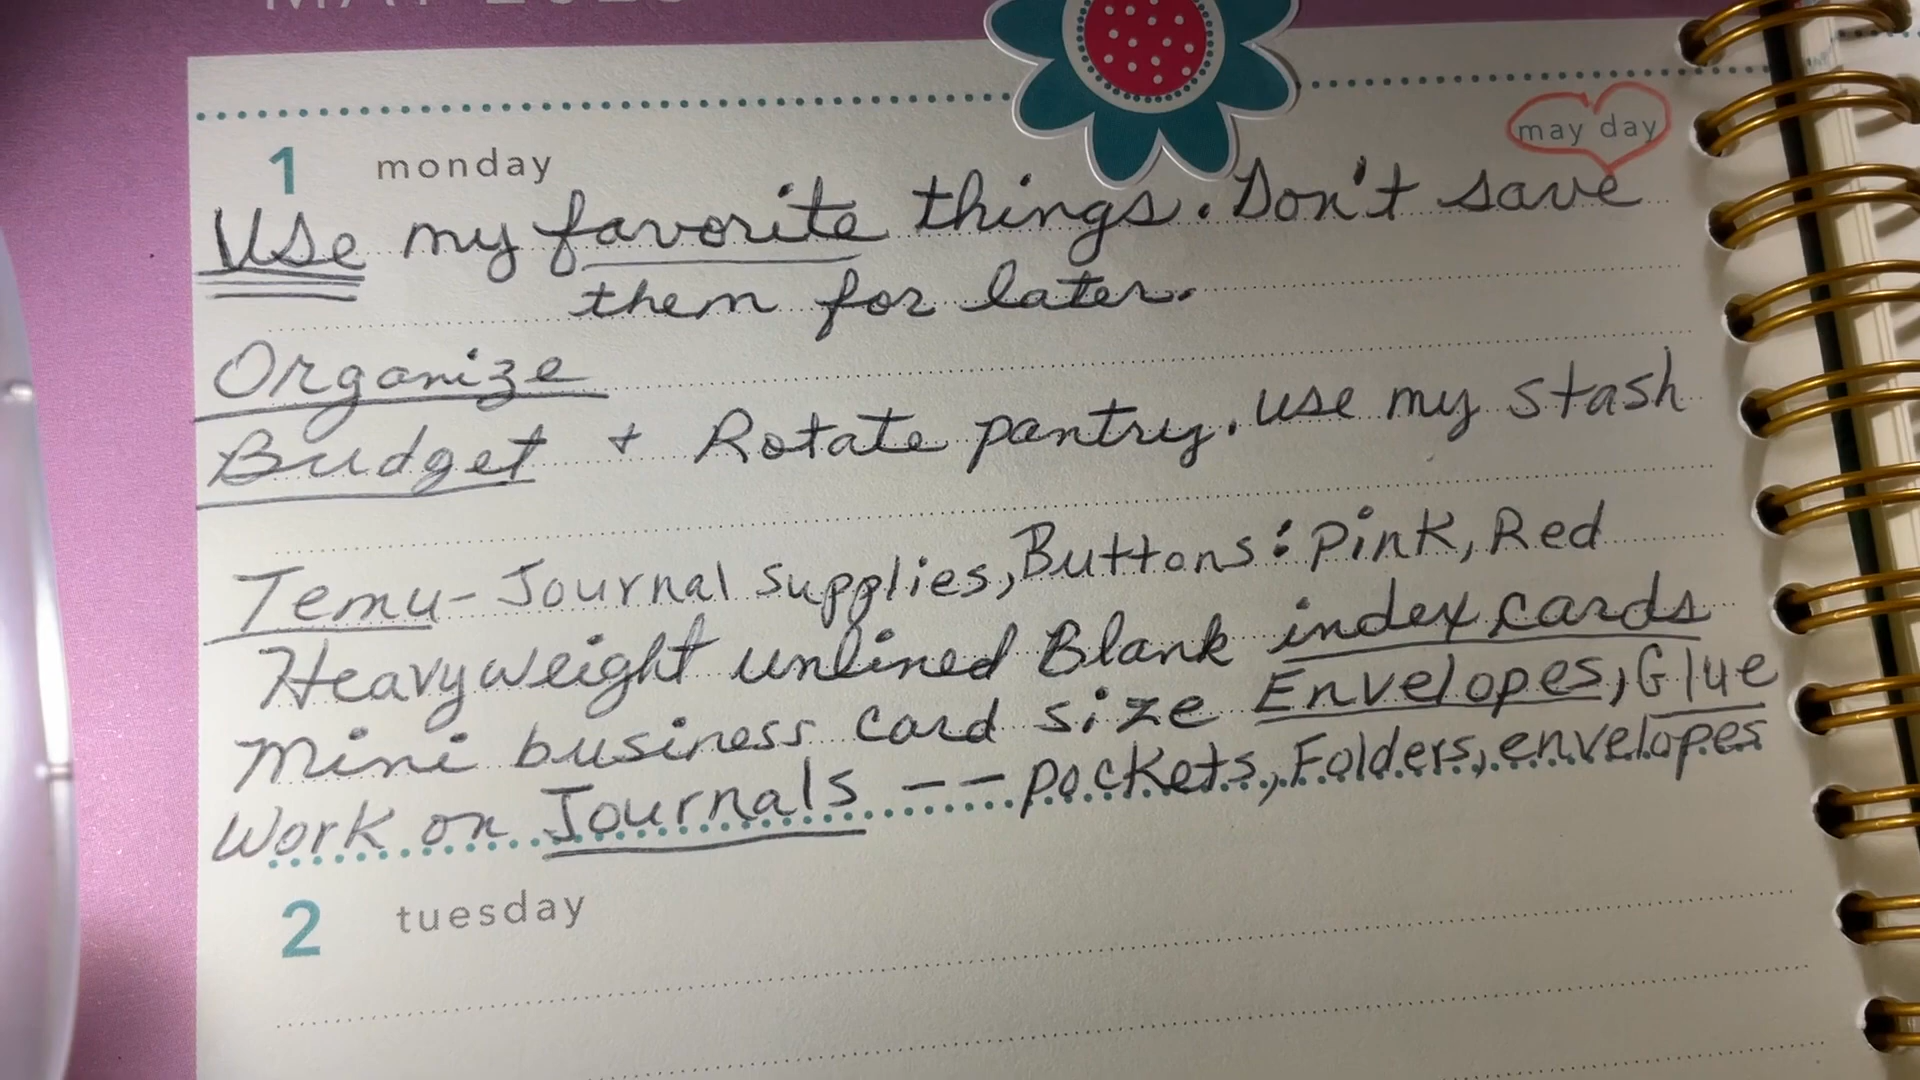 MAY 2023
may day
1 monday
Use my favorite things. Don't save
them for later.
Organize
Budget + Rotate pantry. use my stash
Temu - Journal supplies, Buttons: Pink, Red
Heavyweight unlined Blank index cards
Mini business card size Envelopes, Glue
Work on Journals -- pockets, Folders, envelopes
2 tuesday